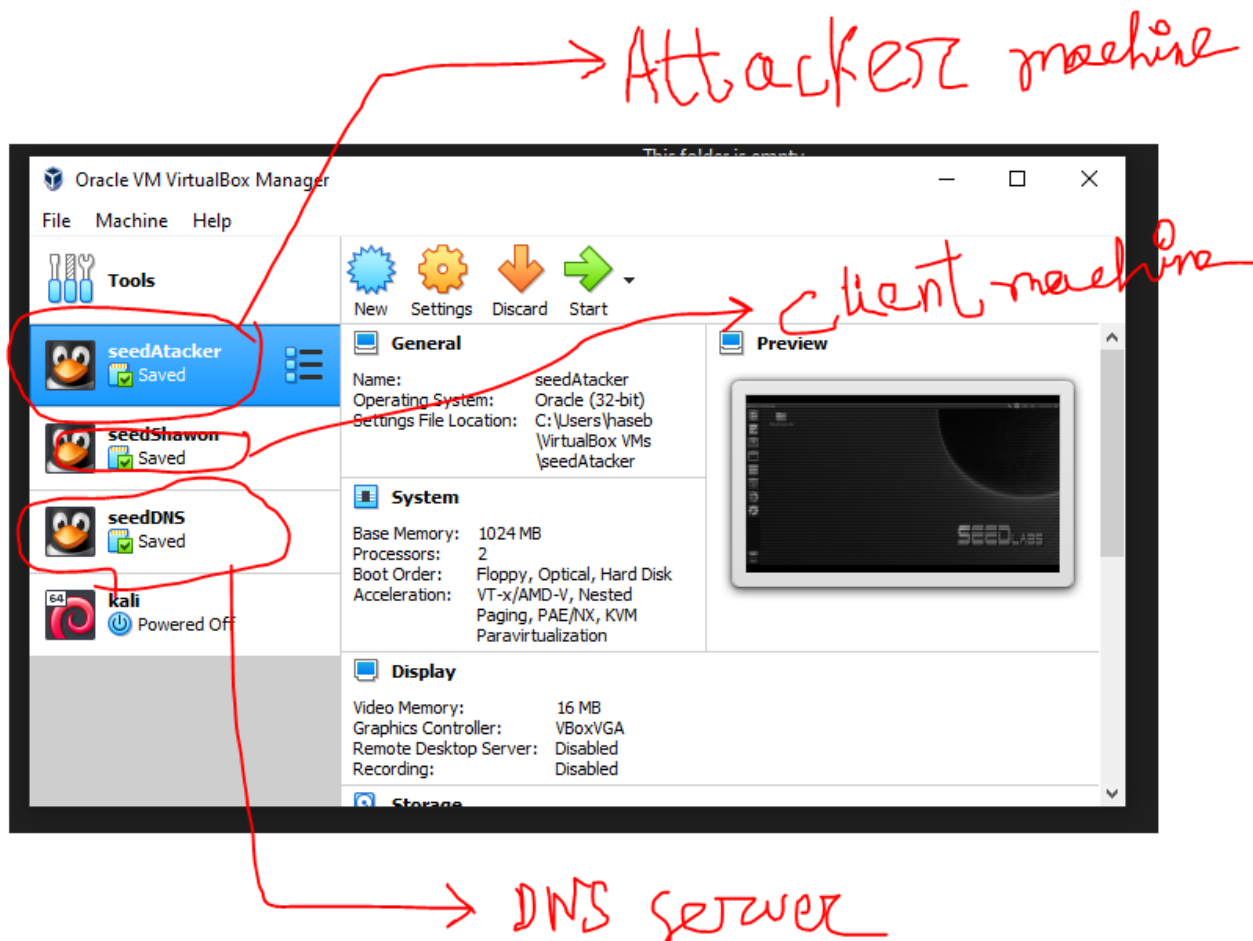 Attacker machine
This folder is empty
Oracle VM VirtualBox Manager
File Machine Help
Tools
New Settings Discard Start
client machine
seedAtacker
Saved
seedShawon
Saved
seedDNS
Saved
64
kali
Powered Off
General
Name: seedAtacker
Operating System: Oracle (32-bit)
Settings File Location: C:\Users\haseb
\VirtualBox VMs
\seedAtacker
System
Base Memory: 1024 MB
Processors: 2
Boot Order: Floppy, Optical, Hard Disk
Acceleration: VT-x/AMD-V, Nested
Paging, PAE/NX, KVM
Paravirtualization
Display
Video Memory: 16 MB
Graphics Controller: VBoxVGA
Remote Desktop Server: Disabled
Recording: Disabled
Storage
Preview
SEEDLABS
DNS server